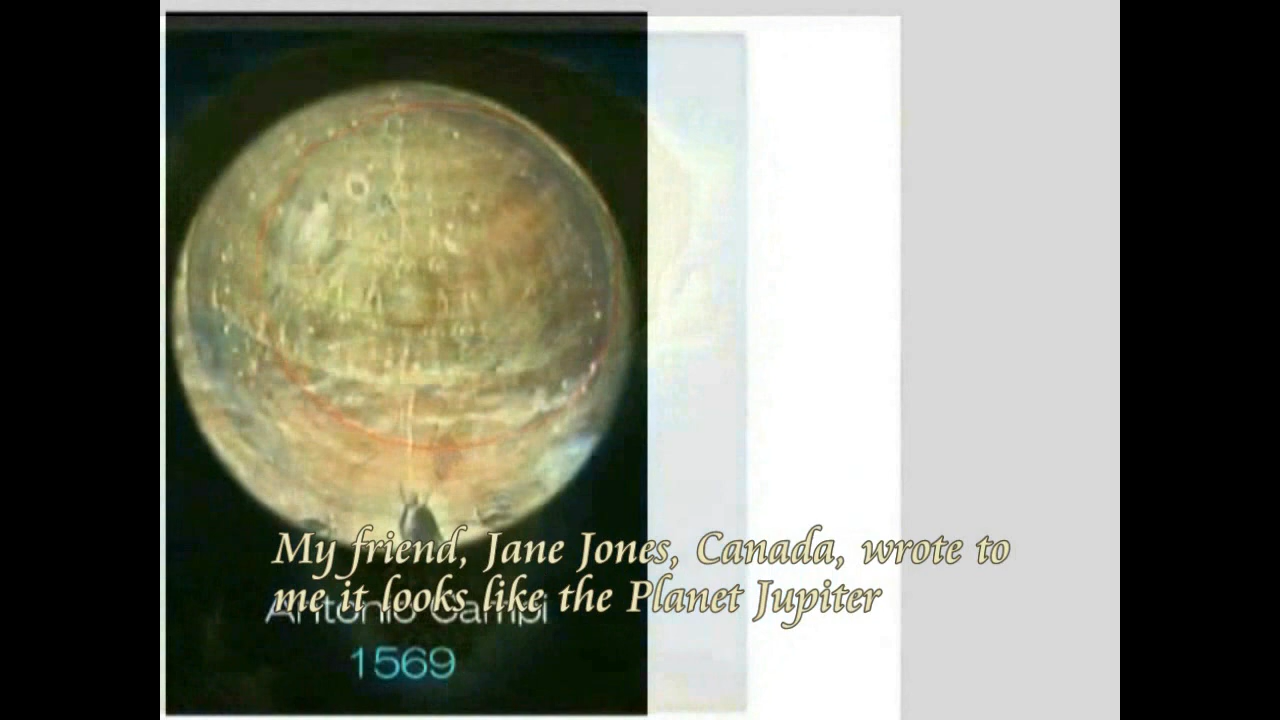 My friend, Jane Jones, Canada, wrote to
me it looks like the Planet Jupiter
Antonio Campi
1569